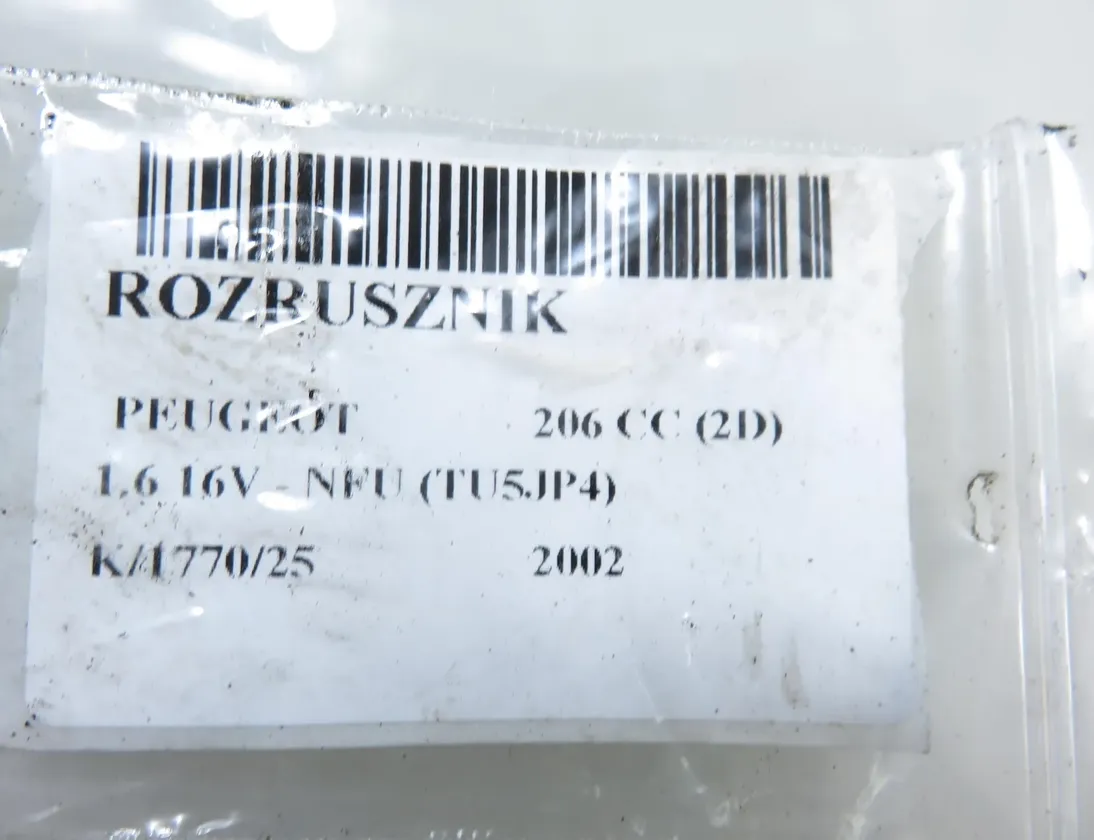 ROZRUSZNIK
PEUGEOT 206 CC (2D)
1,6 16V - NFU (TU5JP4)
K/1770/25 2002